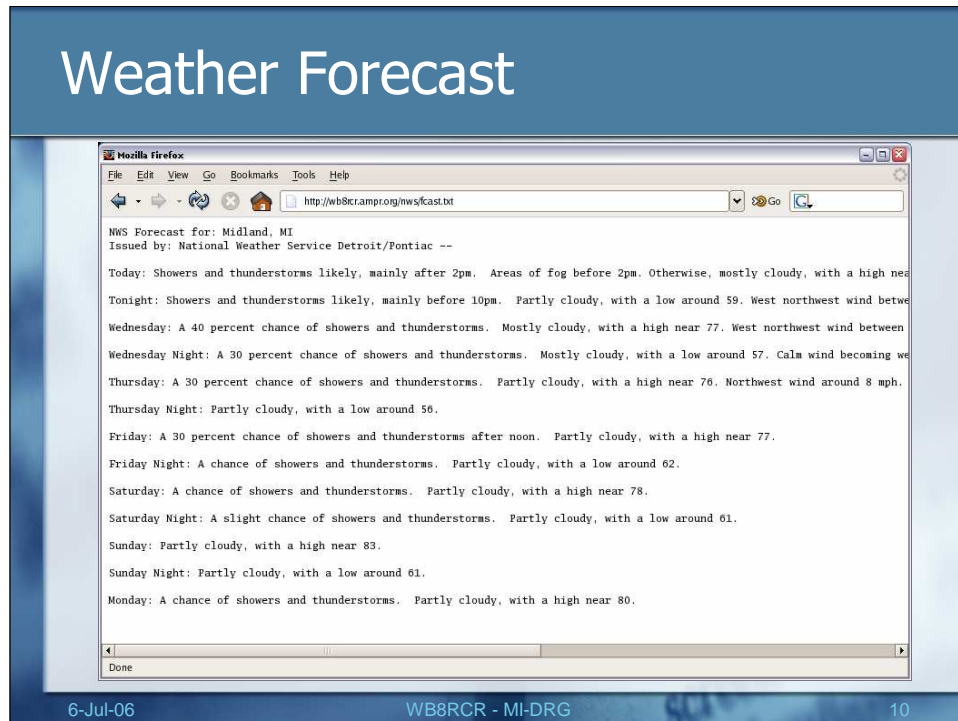 Weather Forecast
Mozilla Firefox
File Edit View Go Bookmarks Tools Help
http://wb8rcr.ampr.org/nws/fcast.txt Go G
NWS Forecast for: Midland, MI
Issued by: National Weather Service Detroit/Pontiac --
Today: Showers and thunderstorms likely, mainly after 2pm.  Areas of fog before 2pm. Otherwise, mostly cloudy, with a high nea
Tonight: Showers and thunderstorms likely, mainly before 10pm.  Partly cloudy, with a low around 59. West northwest wind betwe
Wednesday: A 40 percent chance of showers and thunderstorms.  Mostly cloudy, with a high near 77. West northwest wind between
Wednesday Night: A 30 percent chance of showers and thunderstorms.  Mostly cloudy, with a low around 57. Calm wind becoming we
Thursday: A 30 percent chance of showers and thunderstorms.  Partly cloudy, with a high near 76. Northwest wind around 8 mph.
Thursday Night: Partly cloudy, with a low around 56.
Friday: A 30 percent chance of showers and thunderstorms after noon.  Partly cloudy, with a high near 77.
Friday Night: A chance of showers and thunderstorms.  Partly cloudy, with a low around 62.
Saturday: A chance of showers and thunderstorms.  Partly cloudy, with a high near 78.
Saturday Night: A slight chance of showers and thunderstorms.  Partly cloudy, with a low around 61.
Sunday: Partly cloudy, with a high near 83.
Sunday Night: Partly cloudy, with a low around 61.
Monday: A chance of showers and thunderstorms.  Partly cloudy, with a high near 80.
Done
6-Jul-06 WB8RCR - MI-DRG 10